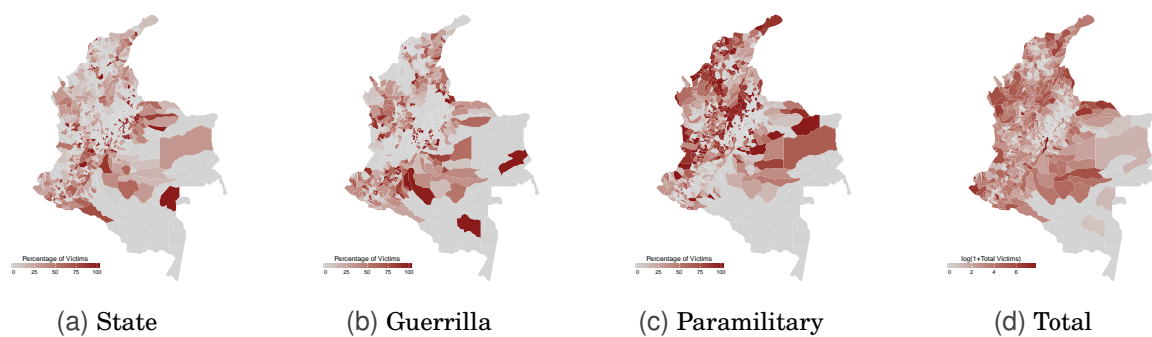 Percentage of Victims
0 25 50 75 100
Percentage of Victims
0 25 50 75 100
Percentage of Victims
0 25 50 75 100
log(1+Total Victims)
0 2 4 6
(a) State
(b) Guerrilla
(c) Paramilitary
(d) Total